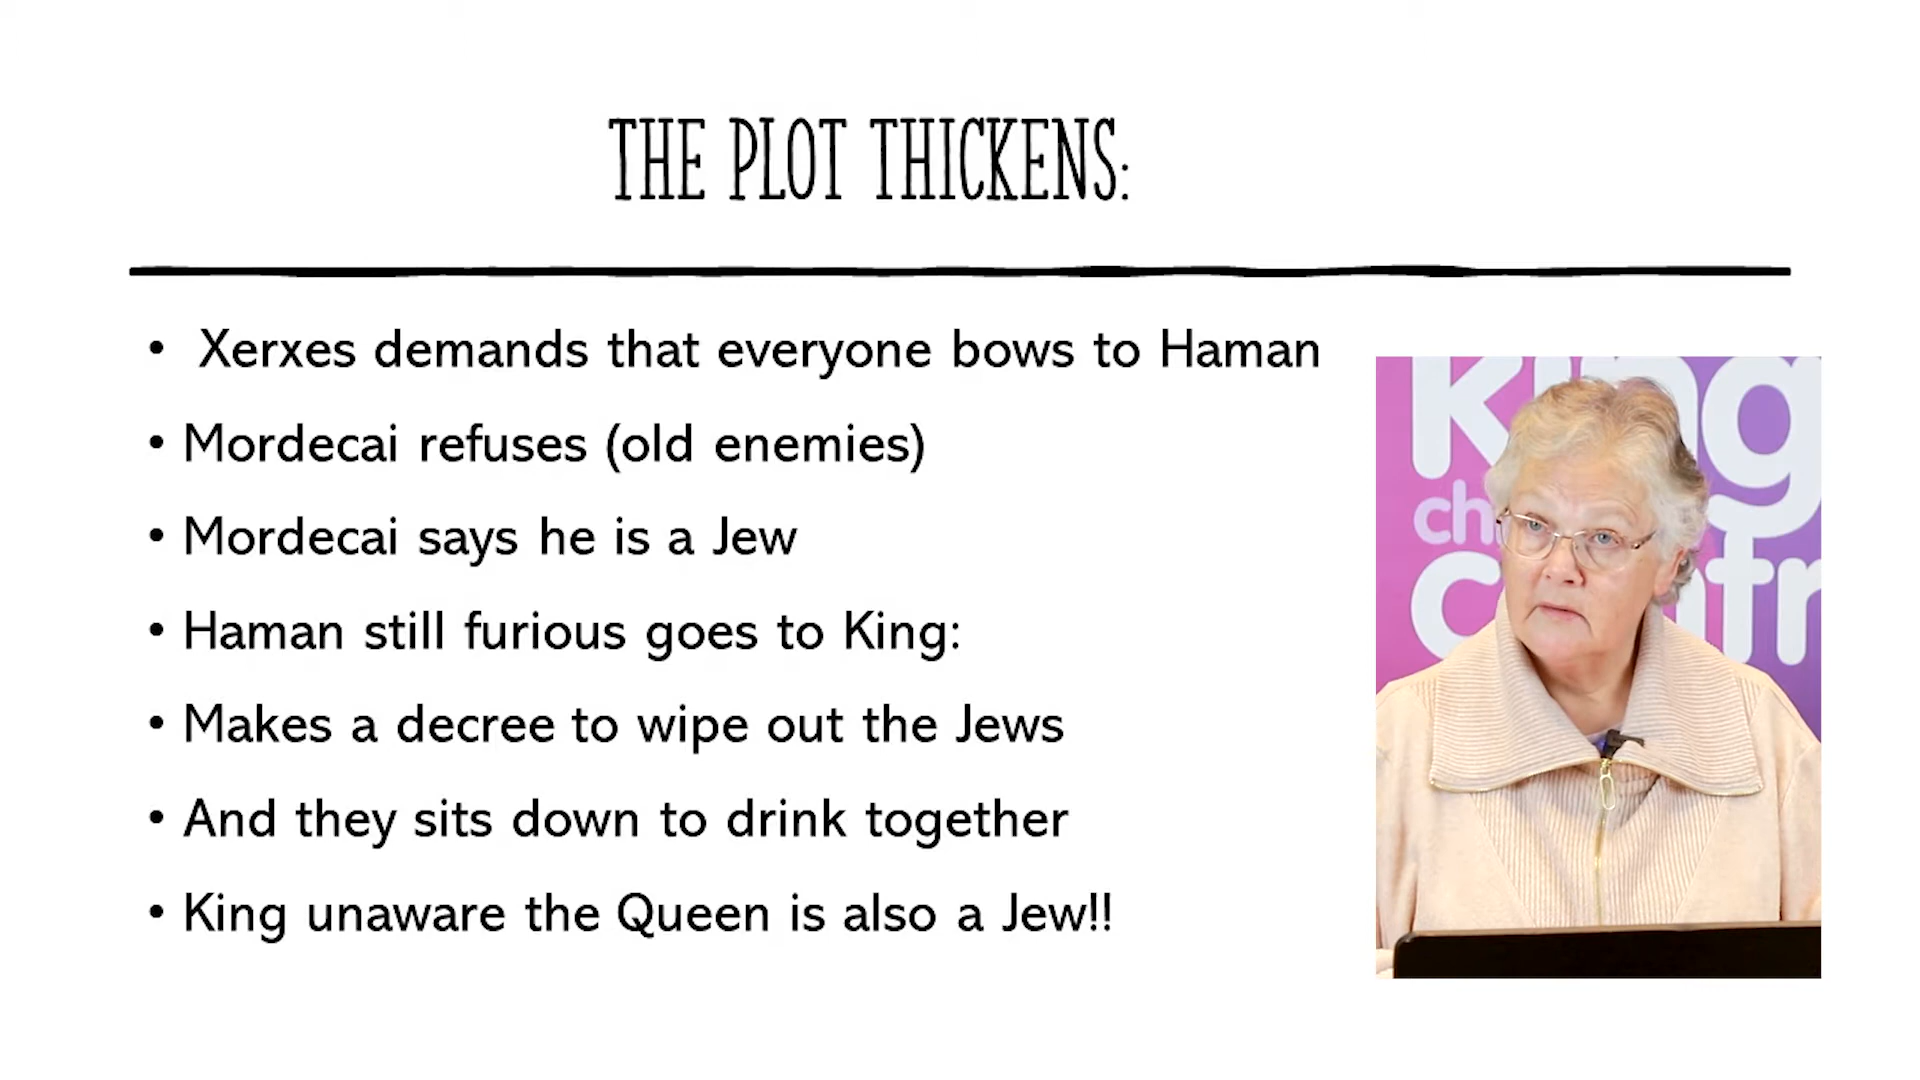 THE PLOT THICKENS:
• Xerxes demands that everyone bows to Haman
• Mordecai refuses (old enemies)
• Mordecai says he is a Jew
• Haman still furious goes to King:
• Makes a decree to wipe out the Jews
• And they sits down to drink together
• King unaware the Queen is also a Jew!!
king